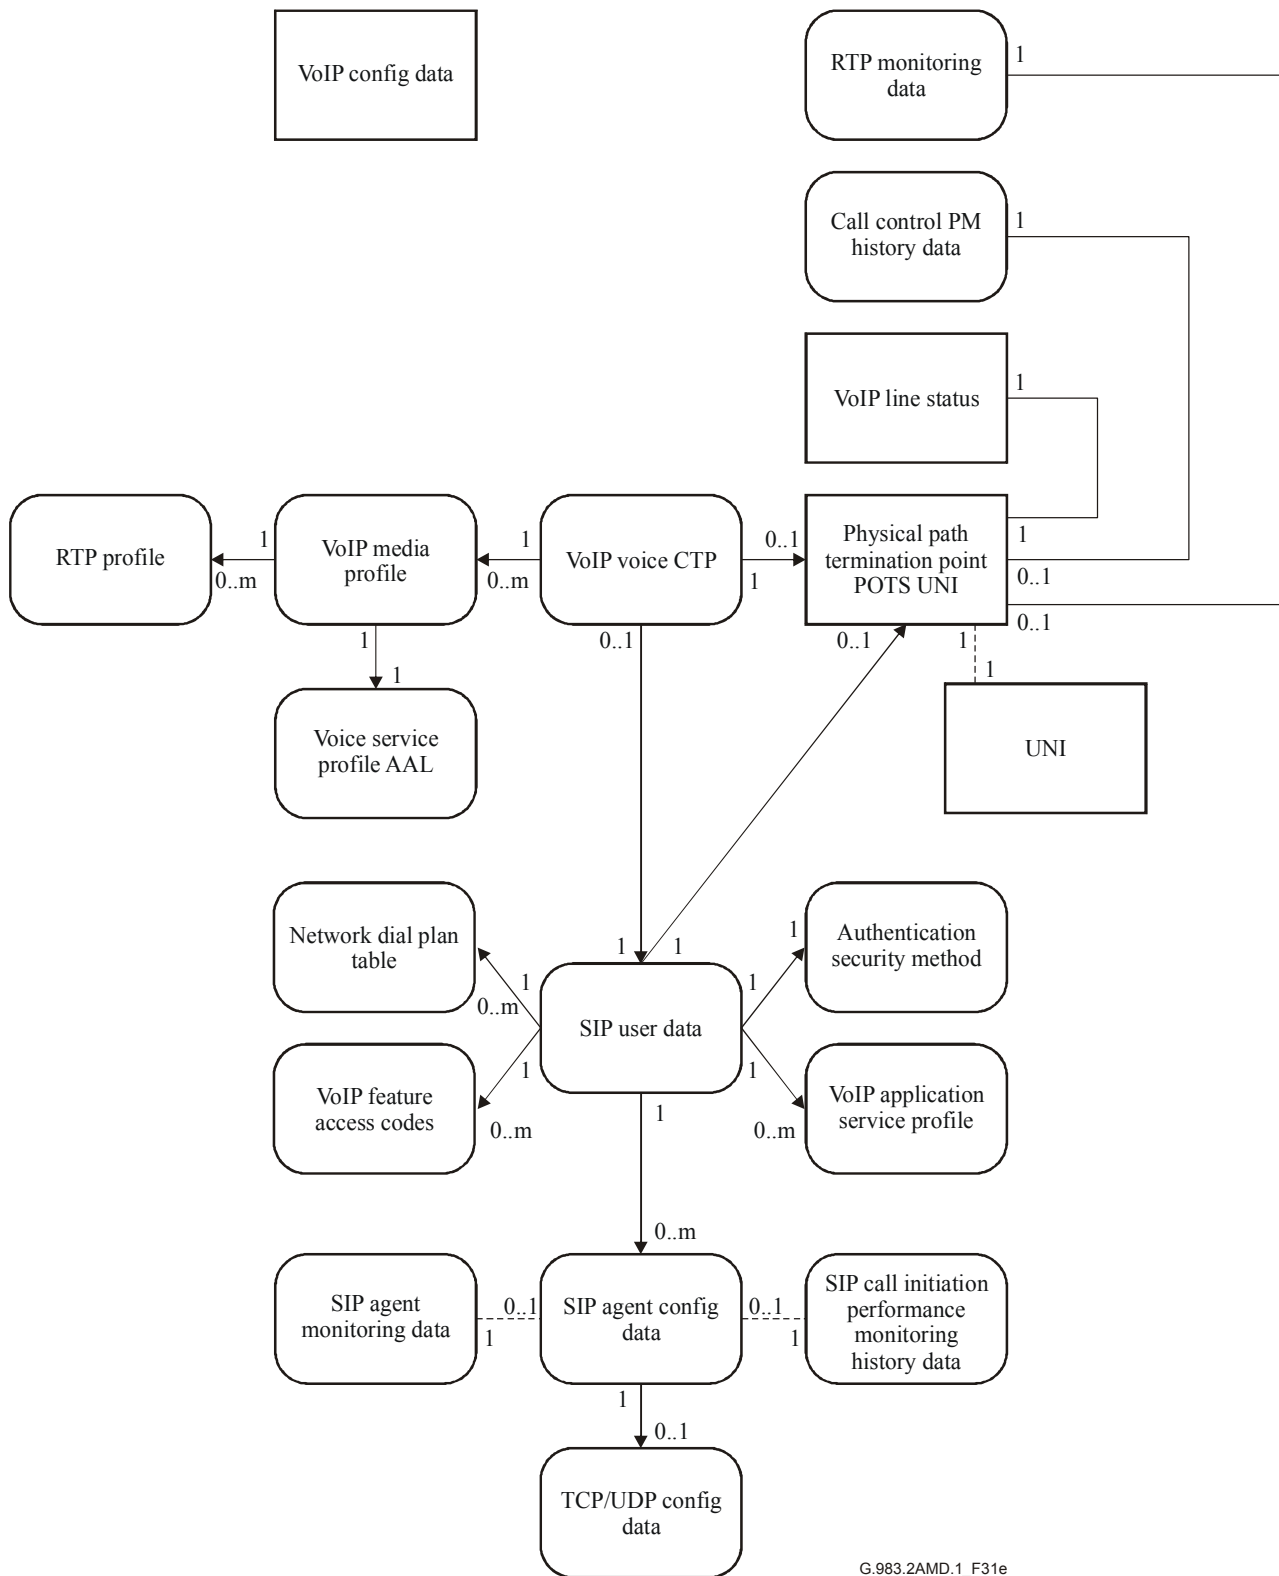 VoIP config data
RTP monitoring
data
1
Call control PM
history data
1
VoIP line status
1
RTP profile
1
0..m
VoIP media
profile
1
0..m
VoIP voice CTP
0..1
1
Physical path
termination point
POTS UNI
1
0..1
0..1
1
1
0..1
0..1
1
1
Voice service
profile AAL
UNI
Network dial plan
table
1
1
1
Authentication
security method
1
0..m
1
SIP user data
VoIP feature
access codes
1
0..m
1
0..m
VoIP application
service profile
1
0..m
SIP agent
monitoring data
0..1
1
SIP agent config
data
0..1
1
SIP call initiation
performance
monitoring
history data
1
0..1
TCP/UDP config
data
G.983.2AMD.1_F31e